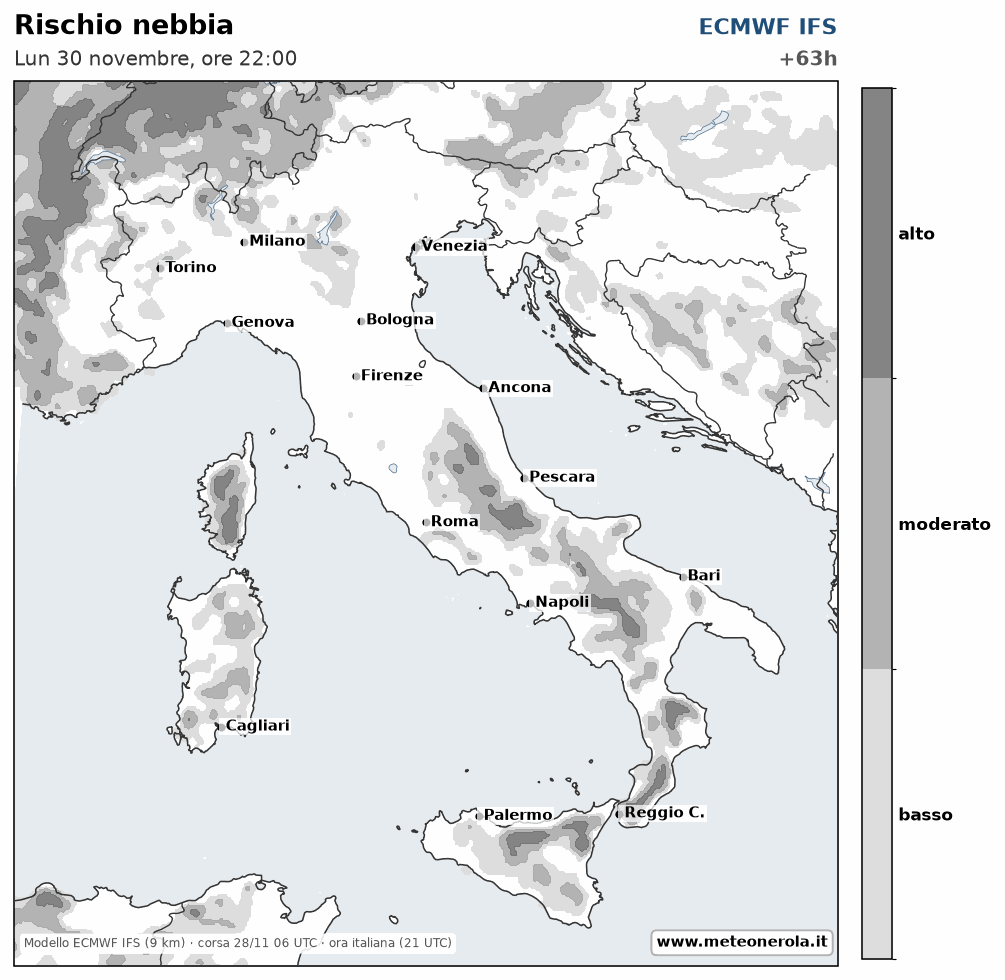 Rischio nebbia
ECMWF IFS
Lun 30 novembre, ore 22:00
+63h
alto
Milano
Venezia
Torino
Genova
Bologna
Firenze
Ancona
Pescara
Roma
moderato
Bari
Napoli
Cagliari
Palermo
Reggio C.
basso
Modello ECMWF IFS (9 km) · corsa 28/11 06 UTC · ora italiana (21 UTC)
www.meteonerola.it